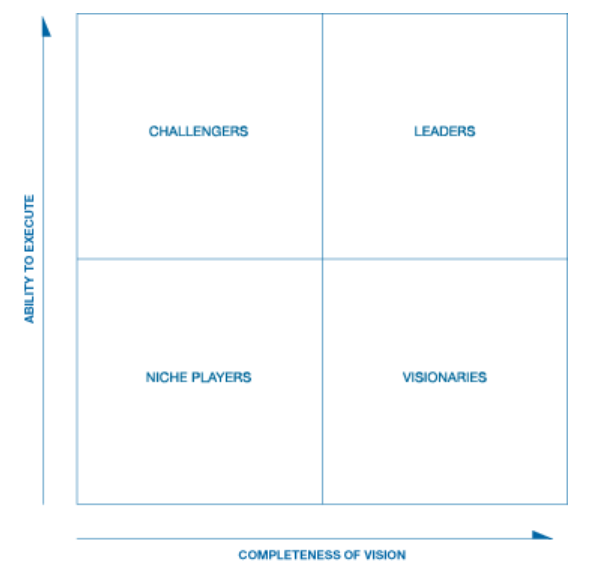 CHALLENGERS
LEADERS
ABILITY TO EXECUTE
NICHE PLAYERS
VISIONARIES
COMPLETENESS OF VISION